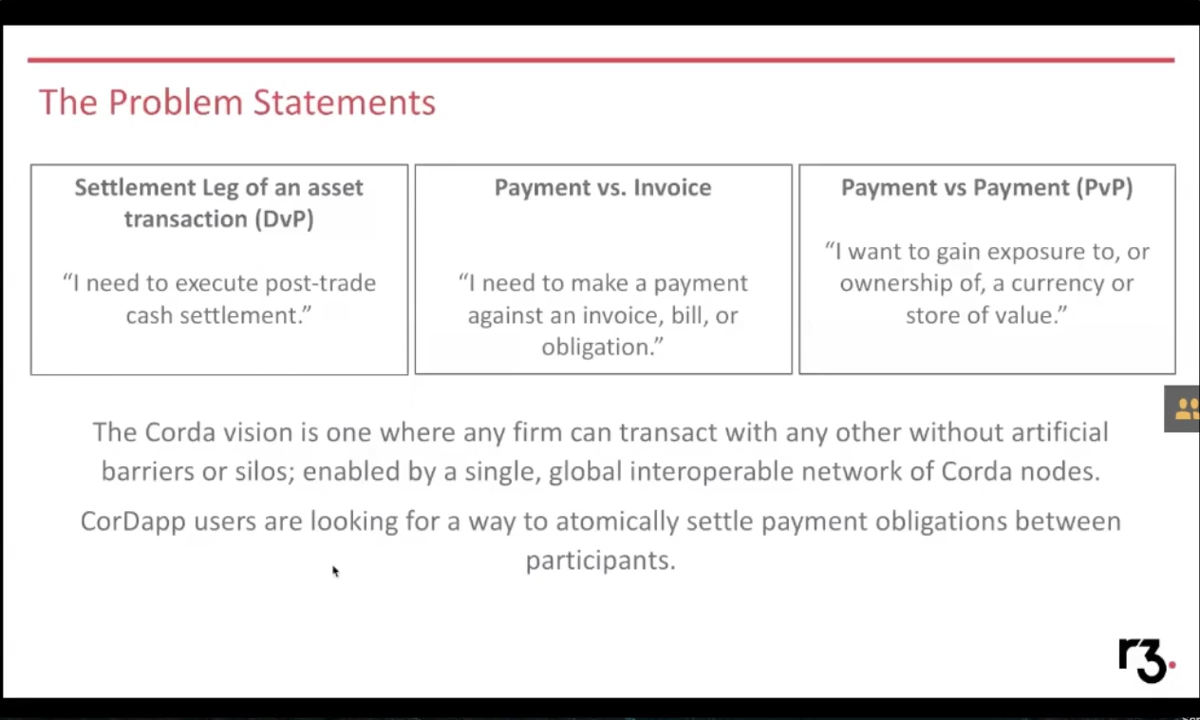 The Problem Statements
Settlement Leg of an asset
transaction (DvP)
“I need to execute post-trade
cash settlement.”
Payment vs. Invoice
“I need to make a payment
against an invoice, bill, or
obligation.”
Payment vs Payment (PvP)
“I want to gain exposure to, or
ownership of, a currency or
store of value.”
The Corda vision is one where any firm can transact with any other without artificial
barriers or silos; enabled by a single, global interoperable network of Corda nodes.
CorDapp users are looking for a way to atomically settle payment obligations between
participants.
r3.